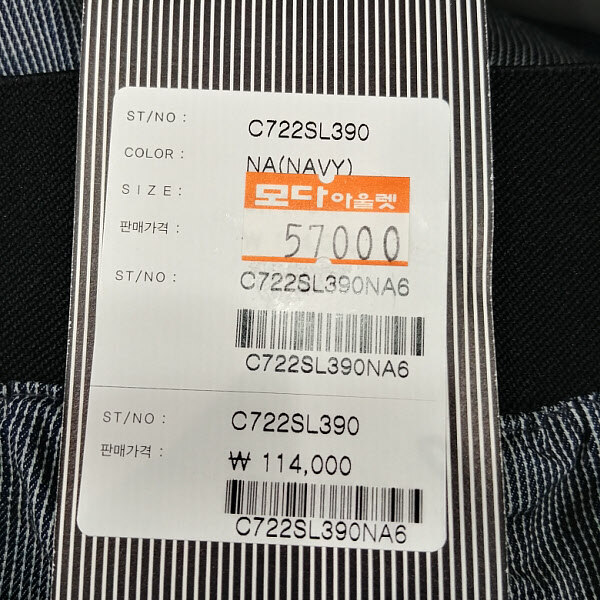 ST/NO : C722SL390
COLOR : NA(NAVY)
SIZE :
모다아울렛
판매가격 : 57000
ST/NO : C722SL390NA6
C722SL390NA6
ST/NO : C722SL390
판매가격 : ₩ 114,000
C722SL390NA6